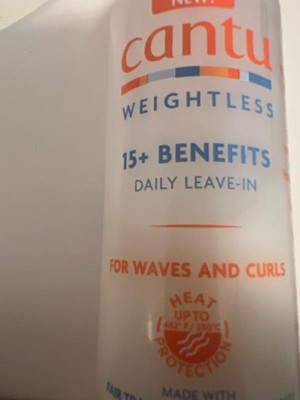 NEW!
cantu
WEIGHTLESS
15+ BENEFITS
DAILY LEAVE-IN
FOR WAVES AND CURLS
HEAT
UP TO
PROTECTION
MADE WITH